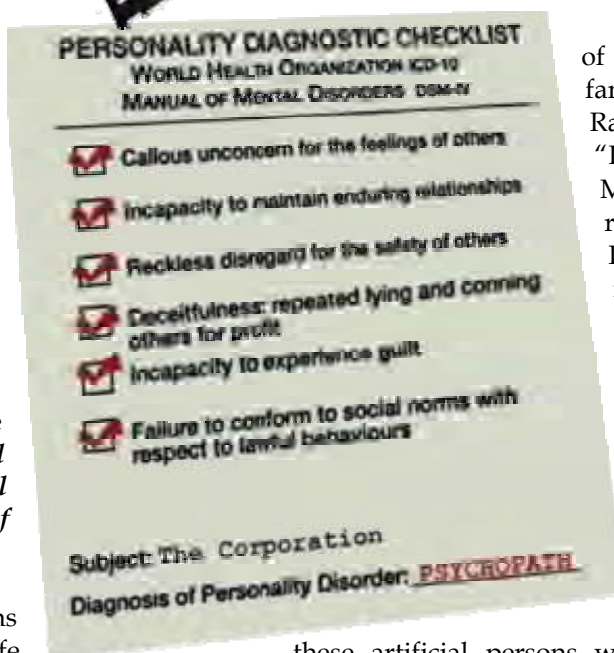 PERSONALITY DIAGNOSTIC CHECKLIST
WORLD HEALTH ORGANIZATION ICD-10
MANUAL OF MENTAL DISORDERS DSM-IV
Callous unconcern for the feelings of others
Incapacity to maintain enduring relationships
Reckless disregard for the safety of others
Deceitfulness: repeated lying and conning
others for profit
Incapacity to experience guilt
Failure to conform to social norms with
respect to lawful behaviours
Subject: The Corporation
Diagnosis of Personality Disorder: PSYCHOPATH
of
far
Ra
M
ns
fe
these artificial persons w